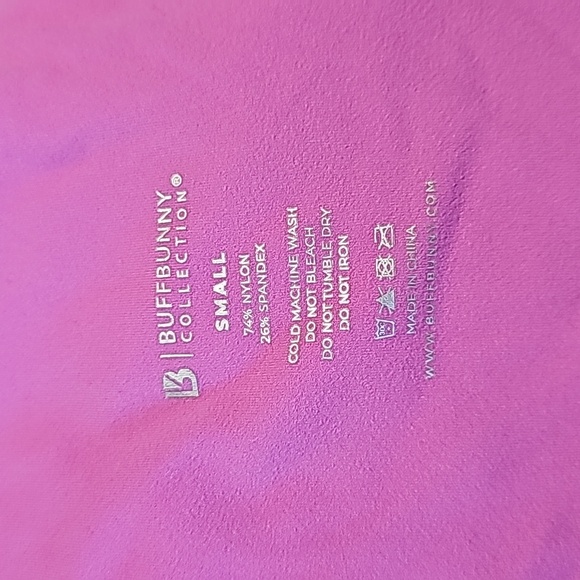 B | BUFFBUNNY
COLLECTION®
SMALL
74% NYLON
26% SPANDEX
COLD MACHINE WASH
DO NOT BLEACH
DO NOT TUMBLE DRY
DO NOT IRON
30
MADE IN CHINA
WWW.BUFFBUNNY.COM